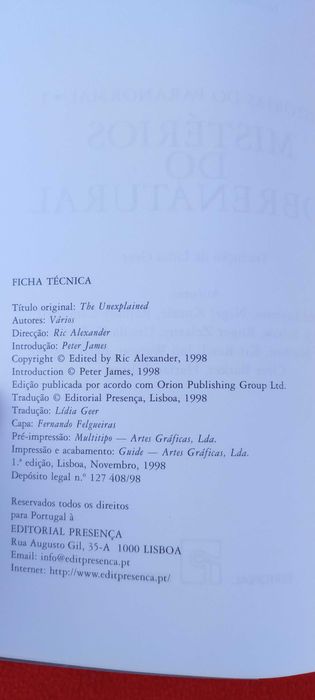 FICHA TÉCNICA
Título original: The Unexplained
Autores: Vários
Direcção: Ric Alexander
Introdução: Peter James
Copyright © Edited by Ric Alexander, 1998
Introduction © Peter James, 1998
Edição publicada por acordo com Orion Publishing Group Ltd.
Tradução © Editorial Presença, Lisboa, 1998
Tradução: Lídia Geer
Capa: Fernando Felgueiras
Pré-impressão: Multitipo — Artes Gráficas, Lda.
Impressão e acabamento: Guide — Artes Gráficas, Lda.
1.ª edição, Lisboa, Novembro, 1998
Depósito legal n.º 127 408/98
Reservados todos os direitos
para Portugal à
EDITORIAL PRESENÇA
Rua Augusto Gil, 35-A 1000 LISBOA
Email: info@editpresenca.pt
Internet: http://www.editpresenca.pt/